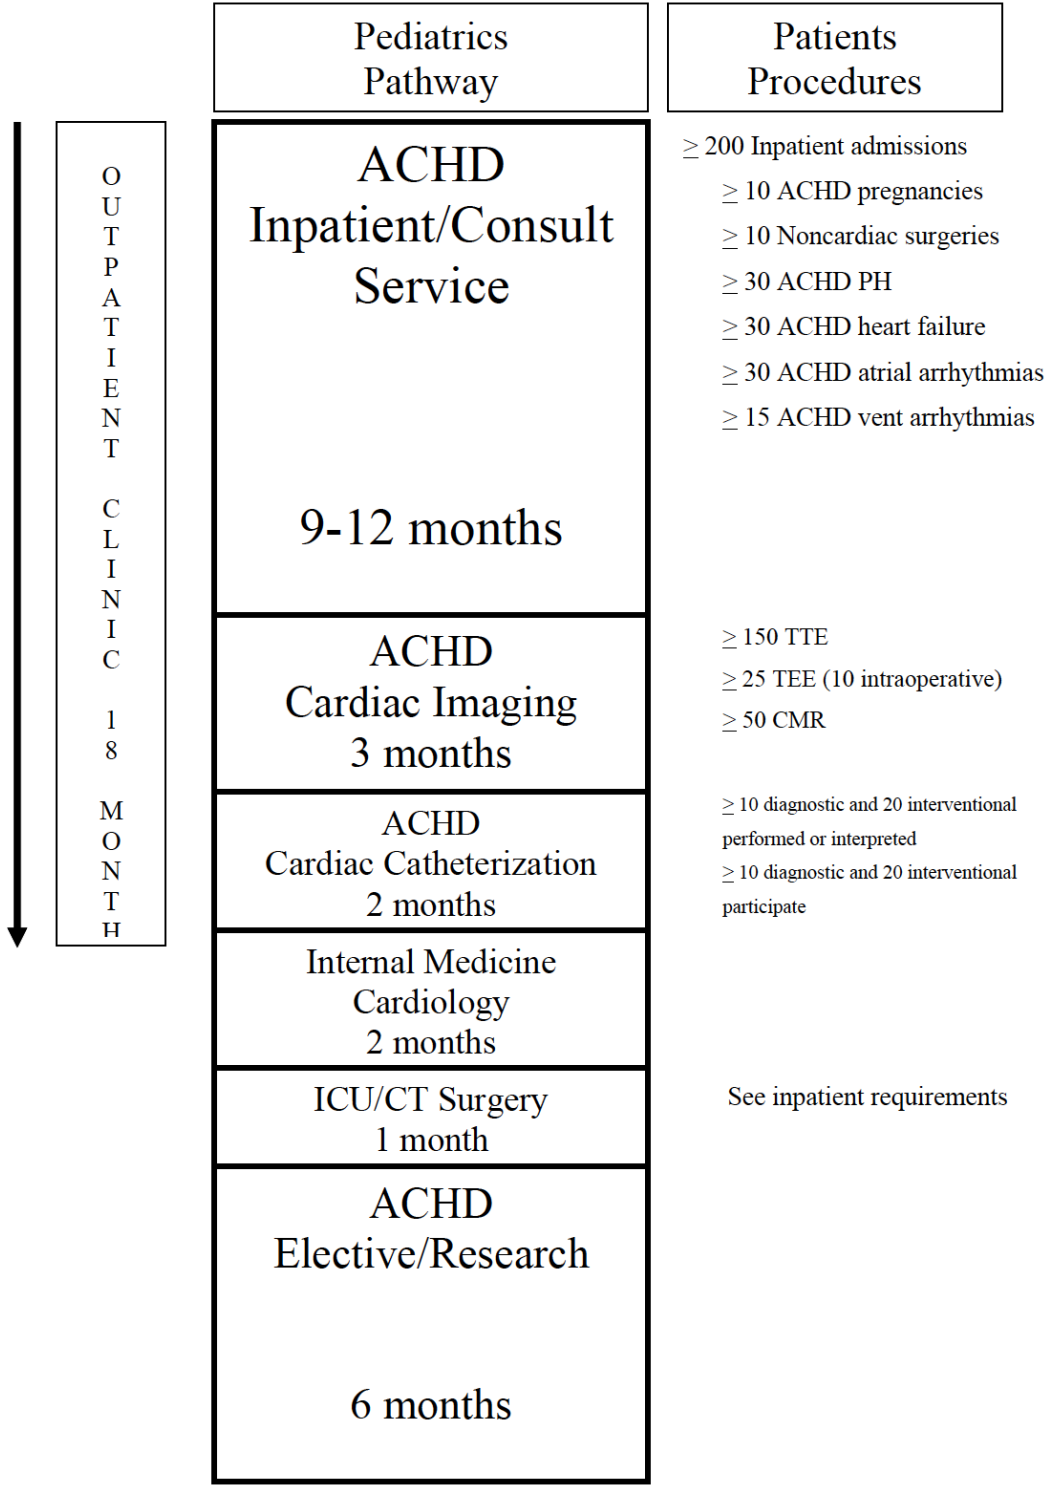 Pediatrics
Pathway
Patients
Procedures
OUTPATIENT CLINIC 18 MONTH
ACHD
Inpatient/Consult
Service
9-12 months
≥ 200 Inpatient admissions
≥ 10 ACHD pregnancies
≥ 10 Noncardiac surgeries
≥ 30 ACHD PH
≥ 30 ACHD heart failure
≥ 30 ACHD atrial arrhythmias
≥ 15 ACHD vent arrhythmias
ACHD
Cardiac Imaging
3 months
≥ 150 TTE
≥ 25 TEE (10 intraoperative)
≥ 50 CMR
ACHD
Cardiac Catheterization
2 months
≥ 10 diagnostic and 20 interventional
performed or interpreted
≥ 10 diagnostic and 20 interventional
participate
Internal Medicine
Cardiology
2 months
ICU/CT Surgery
1 month
See inpatient requirements
ACHD
Elective/Research
6 months